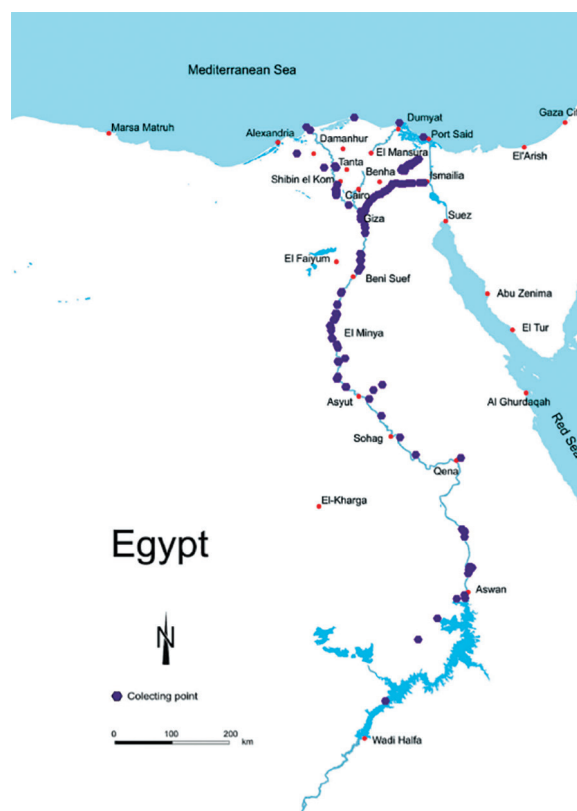 Mediterranean Sea
Dumyat
Gaza Cit
Marsa Matruh
Alexandria
Damanhur
Port Said
El Mansura
El'Arish
Tanta
Shibin el Kom
Benha
Ismailia
Cairo
Giza
Suez
El Faiyum
Beni Suef
Abu Zenima
El Minya
El Tur
Asyut
Al Ghurdaqah
Red Sea
Sohag
Qena
El-Kharga
Egypt
Aswan
N
Colecting point
0 100 200
km
Wadi Halfa